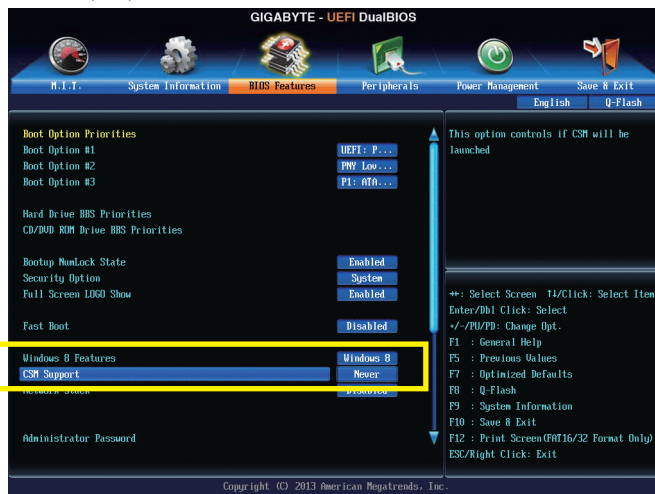 GIGABYTE - UEFI DualBIOS
M.I.T.
System Information
BIOS Features
Peripherals
Power Management
Save & Exit
English
Q-Flash
Boot Option Priorities
Boot Option #1 UEFI: P...
Boot Option #2 PNY Lov...
Boot Option #3 P1: ATA...
Hard Drive BBS Priorities
CD/DVD ROM Drive BBS Priorities
Bootup NumLock State Enabled
Security Option System
Full Screen LOGO Show Enabled
Fast Boot Disabled
Windows 8 Features Windows 8
CSM Support Never
Network Stack Disabled
Administrator Password
This option controls if CSM will be
launched
↔: Select Screen ↑↓/Click: Select Item
Enter/Dbl Click: Select
+/-/PU/PD: Change Opt.
F1 : General Help
F5 : Previous Values
F7 : Optimized Defaults
F8 : Q-Flash
F9 : System Information
F10 : Save & Exit
F12 : Print Screen(FAT16/32 Format Only)
ESC/Right Click: Exit
Copyright (C) 2013 American Megatrends, Inc.